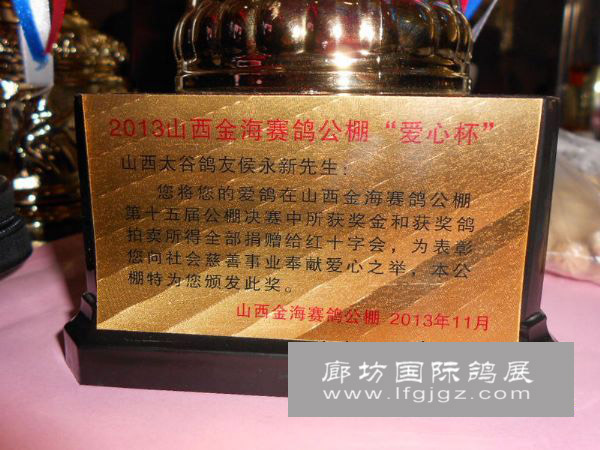 2013山西金海赛鸽公棚“爱心杯”
山西太谷鸽友侯永新先生：
您将您的爱鸽在山西金海赛鸽公棚
第十五届公棚决赛中所获奖金和获奖鸽
拍卖所得全部捐赠给红十字会，为表彰
您向社会慈善事业奉献爱心之举，本公
棚特为您颁发此奖。
山西金海赛鸽公棚 2013年11月
廊坊国际鸽展
www.lfgjgz.com